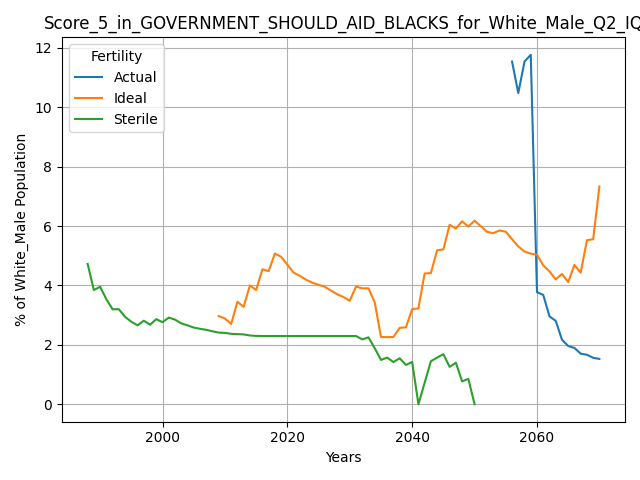 Score_5_in_GOVERNMENT_SHOULD_AID_BLACKS_for_White_Male_Q2_IQ
Fertility
Actual
Ideal
Sterile
% of White_Male Population
12
10
8
6
4
2
0
2000 2020 2040 2060
Years